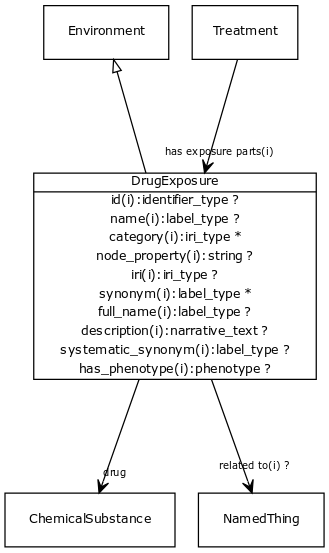 Environment
Treatment
has exposure parts(i)
DrugExposure
id(i):identifier_type ?
name(i):label_type ?
category(i):iri_type *
node_property(i):string ?
iri(i):iri_type ?
synonym(i):label_type *
full_name(i):label_type ?
description(i):narrative_text ?
systematic_synonym(i):label_type ?
has_phenotype(i):phenotype ?
drug
related to(i) ?
ChemicalSubstance
NamedThing